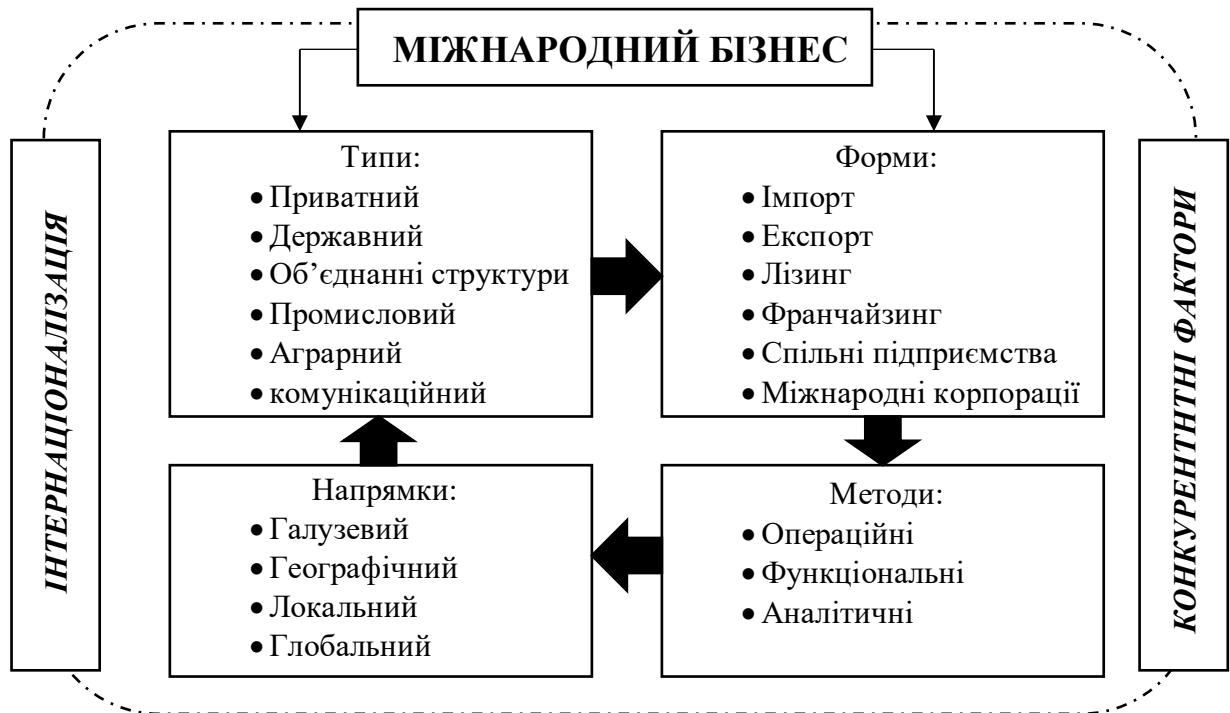 МІЖНАРОДНИЙ БІЗНЕС
ІНТЕРНАЦІОНАЛІЗАЦІЯ
Типи:
• Приватний
• Державний
• Об’єднанні структури
• Промисловий
• Аграрний
• комунікаційний
Форми:
• Імпорт
• Експорт
• Лізинг
• Франчайзинг
• Спільні підприємства
• Міжнародні корпорації
Напрямки:
• Галузевий
• Географічний
• Локальний
• Глобальний
Методи:
• Операційні
• Функціональні
• Аналітичні
КОНКУРЕНТНТНІ ФАКТОРИ